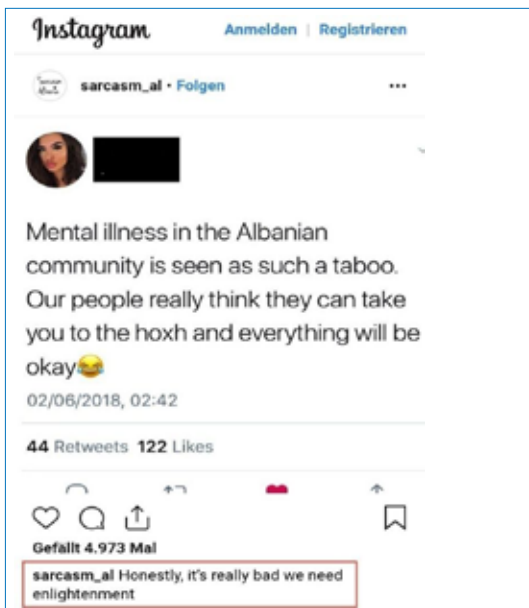 Instagram
Anmelden | Registrieren
sarcasm_al • Folgen
Mental illness in the Albanian
community is seen as such a taboo.
Our people really think they can take
you to the hoxh and everything will be
okay😂
02/06/2018, 02:42
44 Retweets 122 Likes
Gefällt 4.973 Mal
sarcasm_al Honestly, it's really bad we need
enlightenment